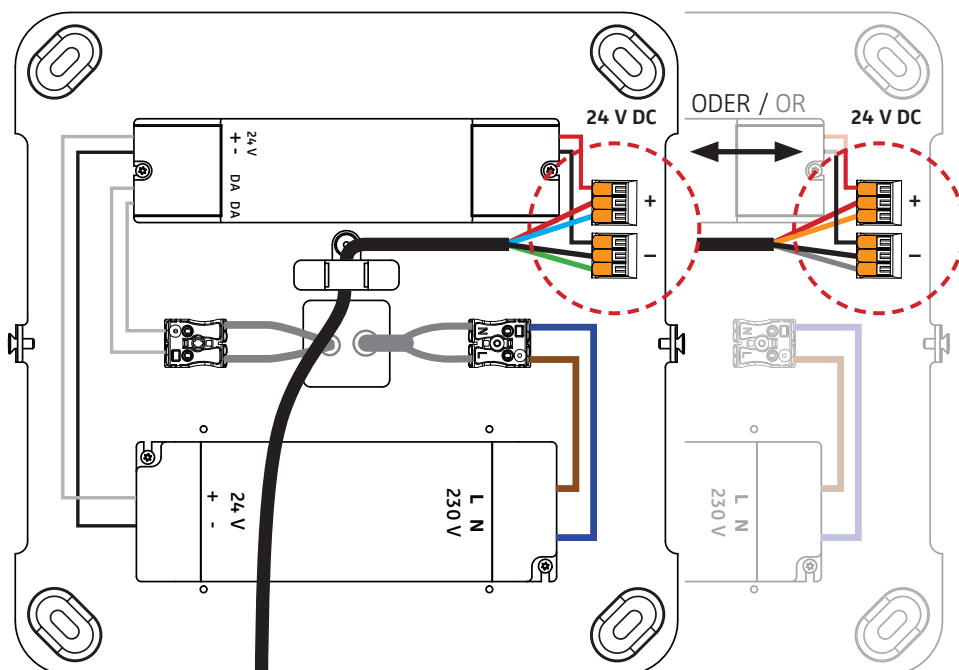 ODER / OR
24 V DC
24 V DC
24 V
+ -
DA DA
+
−
+
−
N
L
24 V
+ -
L N
230 V
L N
230 V